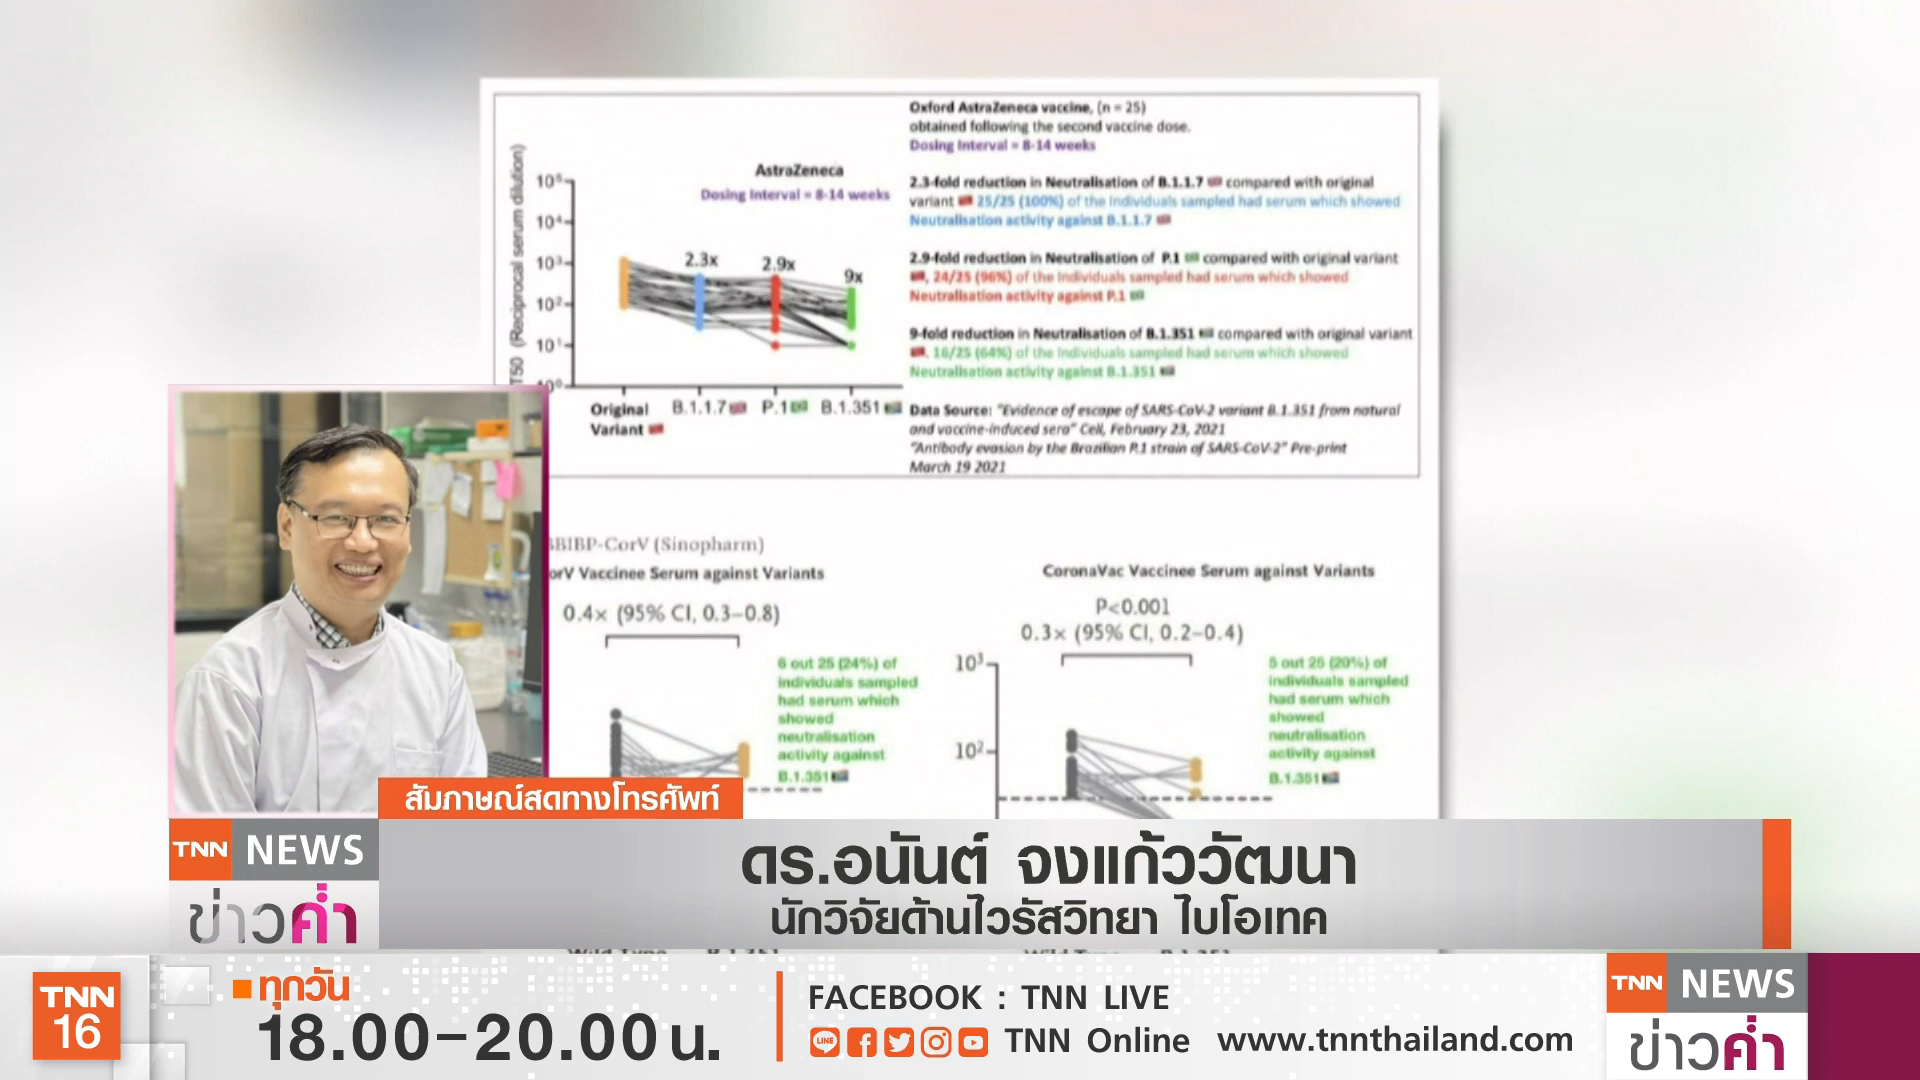 Oxford AstraZeneca vaccine, (n = 25)
obtained following the second vaccine dose.
Dosing Interval = 8-14 weeks
2.3-fold reduction in Neutralisation of B.1.1.7 compared with original
variant 25/25 (100%) of the Individuals sampled had serum which showed
Neutralisation activity against B.1.1.7
2.9-fold reduction in Neutralisation of P.1 compared with original variant
, 24/25 (96%) of the Individuals sampled had serum which showed
Neutralisation activity against P.1
9-fold reduction in Neutralisation of B.1.351 compared with original variant
, 16/25 (64%) of the Individuals sampled had serum which showed
Neutralisation activity against B.1.351
Data Source: "Evidence of escape of SARS-CoV-2 variant B.1.351 from natural
and vaccine-induced sera" Cell, February 23, 2021
"Antibody evasion by the Brazilian P.1 strain of SARS-CoV-2" Pre-print
March 19 2021
AstraZeneca
Dosing Interval = 8-14 weeks
T50 (Reciprocal serum dilution)
10⁵
10⁴
10³
10²
10¹
10⁰
2.3x
2.9x
9x
Original
Variant
B.1.1.7
P.1
B.1.351
BBIBP-CorV (Sinopharm)
orV Vaccinee Serum against Variants
0.4× (95% CI, 0.3–0.8)
6 out 25 (24%) of
individuals sampled
had serum which
showed
neutralisation
activity against
B.1.351
CoronaVac Vaccinee Serum against Variants
P<0.001
0.3× (95% CI, 0.2–0.4)
10³
10²
5 out 25 (20%) of
individuals sampled
had serum which
showed
neutralisation
activity against
B.1.351
สัมภาษณ์สดทางโทรศัพท์
TNN NEWS
ข่าวค่ำ
ดร.อนันต์ จงแก้ววัฒนา
นักวิจัยด้านไวรัสวิทยา ไบโอเทค
TNN
16
ทุกวัน
18.00-20.00 น.
FACEBOOK : TNN LIVE
LINE TNN Online www.tnnthailand.com
TNN NEWS
ข่าวค่ำ